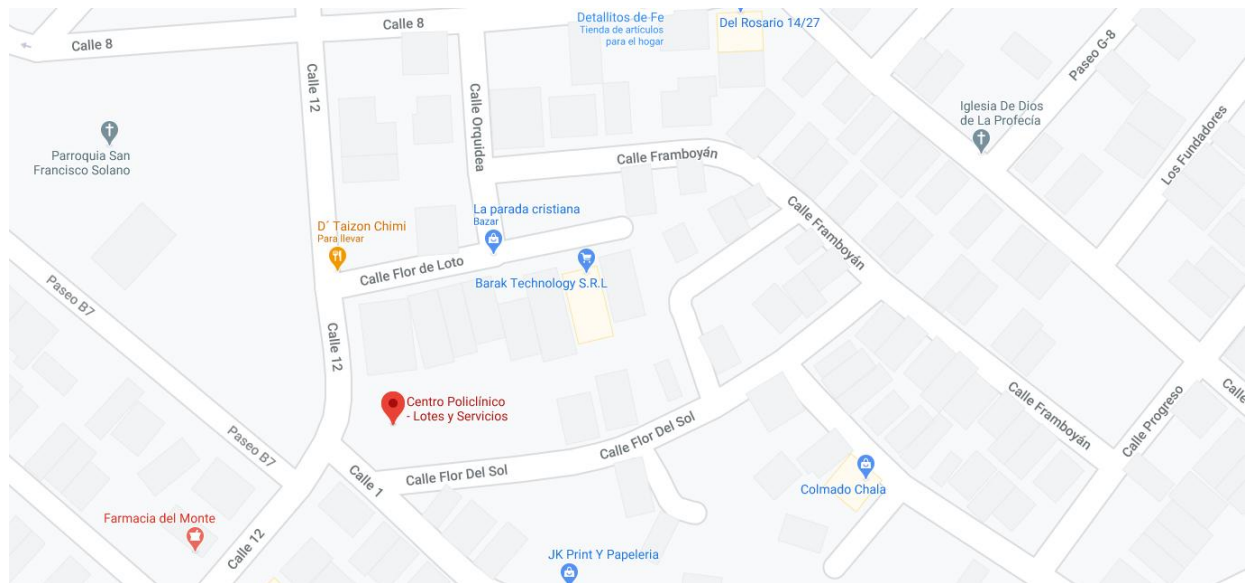 Detallitos de Fe
Tienda de artículos
para el hogar
Del Rosario 14/27
Calle 8
Calle 8
Calle 12
Calle Orquidea
Paseo G-8
Iglesia De Dios
de La Profecía
Los Fundadores
Parroquia San
Francisco Solano
Calle Framboyán
Calle Framboyán
La parada cristiana
Bazar
D´ Taizon Chimi
Para llevar
Calle Flor de Loto
Barak Technology S.R.L
Paseo B7
Calle 12
Centro Policlínico
- Lotes y Servicios
Calle Framboyán
Calle Progreso
Calle
Calle Flor Del Sol
Calle Flor Del Sol
Paseo B7
Calle 1
Colmado Chala
Farmacia del Monte
Calle 12
JK Print Y Papeleria